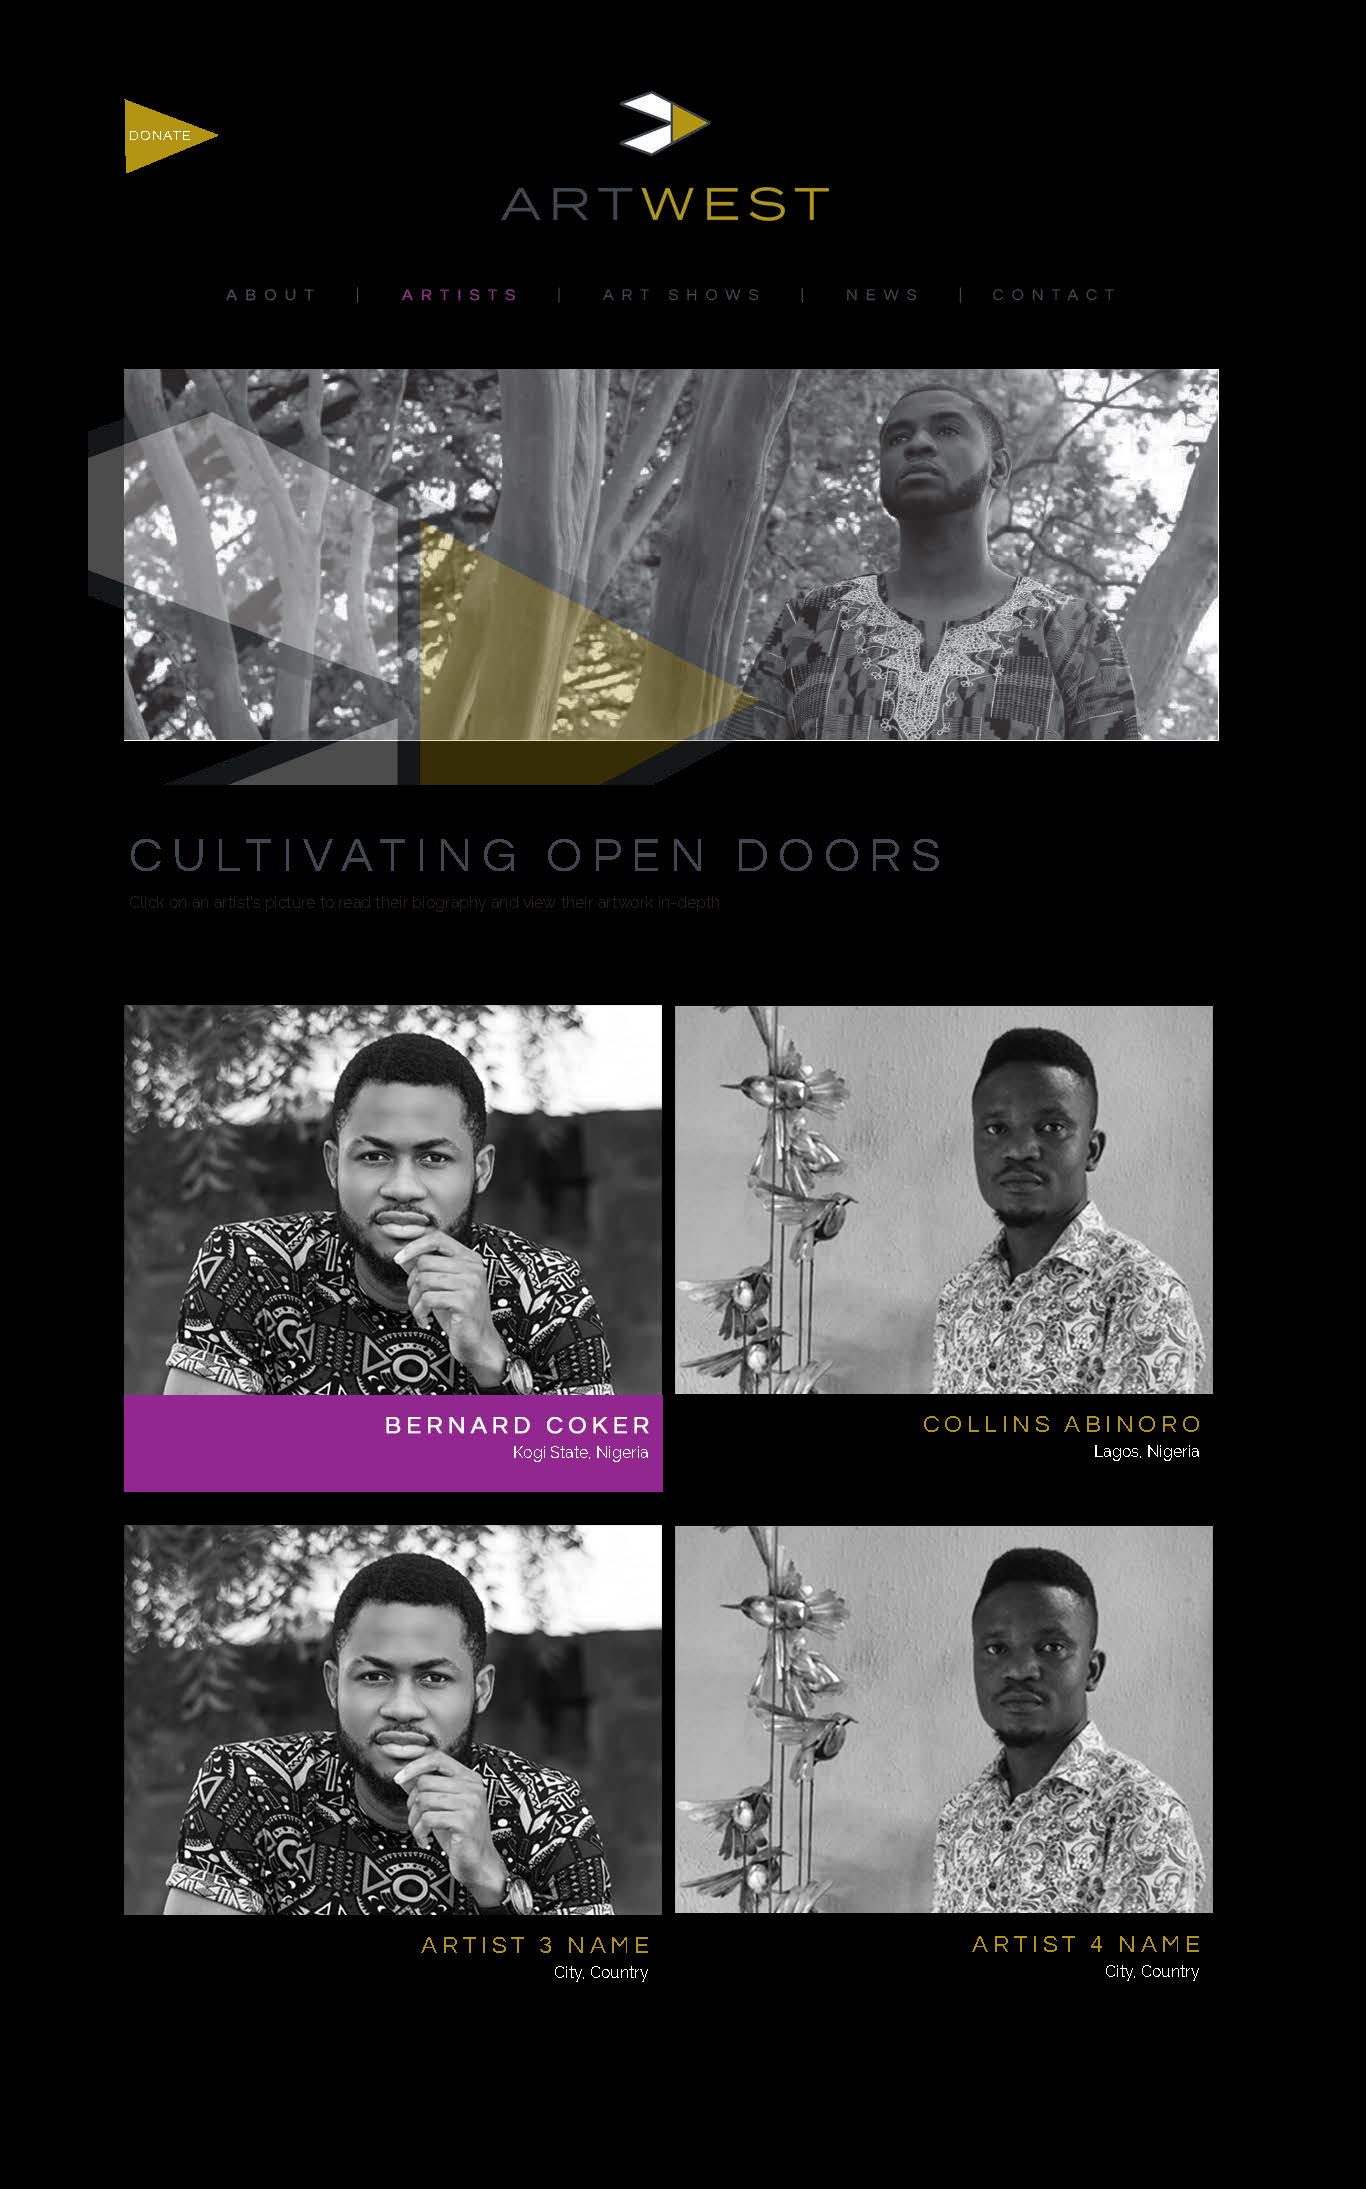 DONATE
ARTWEST
ABOUT | ARTISTS | ART SHOWS | NEWS | CONTACT
CULTIVATING OPEN DOORS
Click on an artist's picture to read their biography and view their artwork in-depth
BERNARD COKER
Kogi State, Nigeria
COLLINS ABINORO
Lagos, Nigeria
ARTIST 3 NAME
City, Country
ARTIST 4 NAME
City, Country